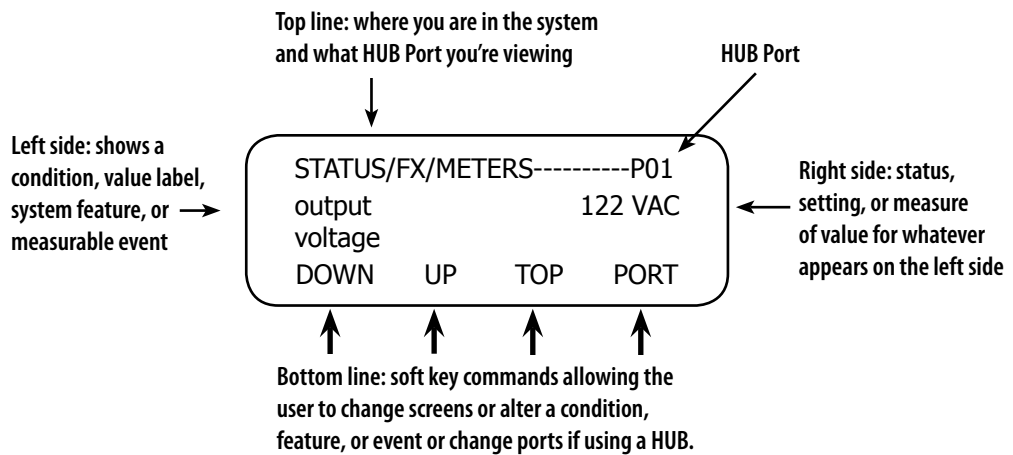 Top line: where you are in the system
and what HUB Port you're viewing
HUB Port
Left side: shows a
condition, value label,
system feature, or
measurable event
STATUS/FX/METERS----------P01
output 122 VAC
voltage
DOWN UP TOP PORT
Right side: status,
setting, or measure
of value for whatever
appears on the left side
Bottom line: soft key commands allowing the
user to change screens or alter a condition,
feature, or event or change ports if using a HUB.